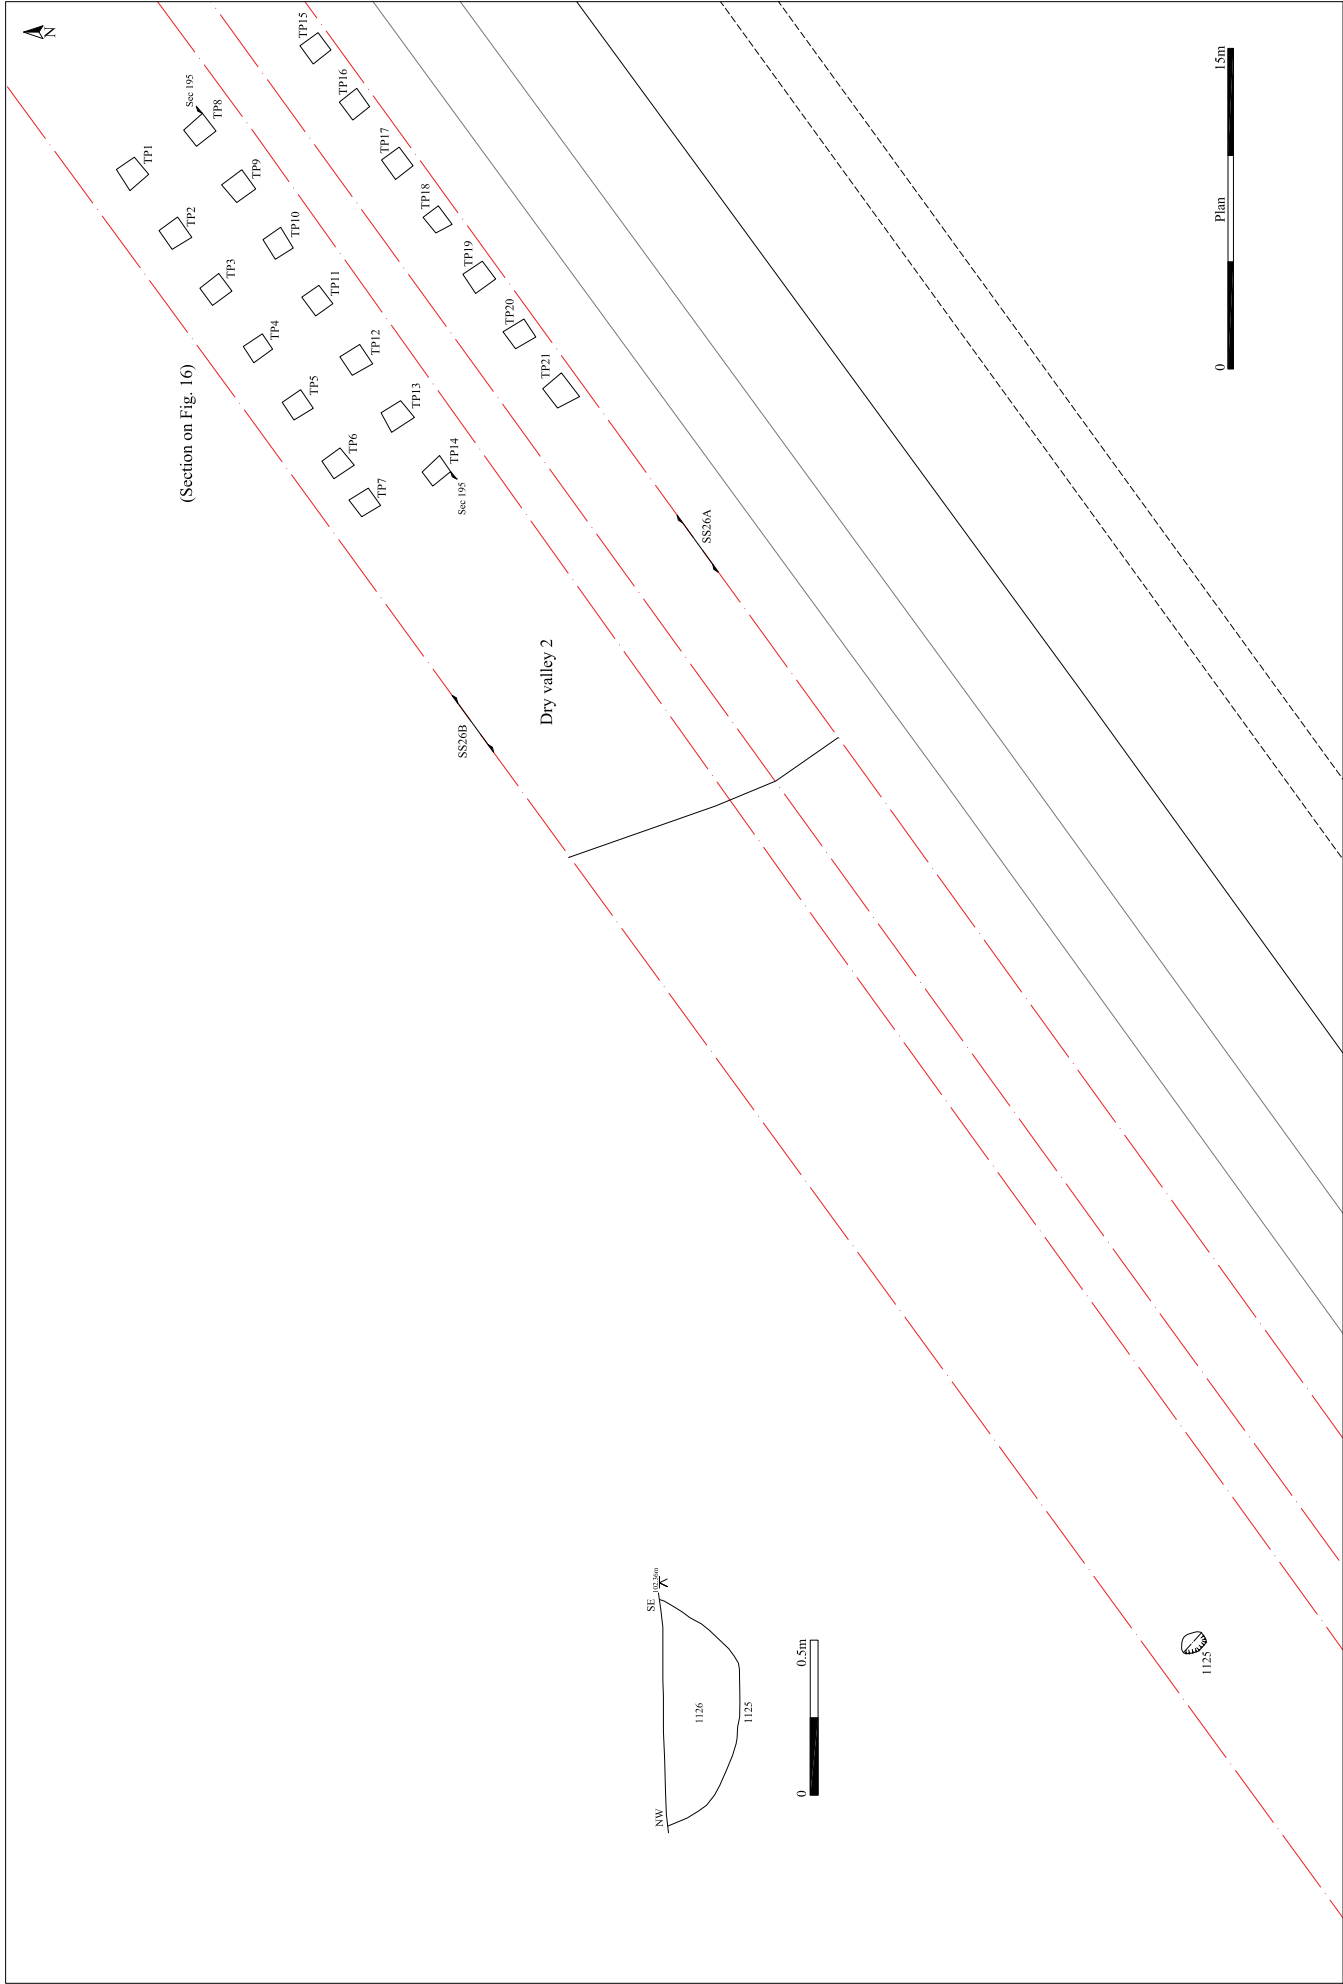 N
TP1
TP2
TP3
TP4
TP5
TP6
TP7
Sec 195
TP8
TP9
TP10
TP11
TP12
TP13
TP14
Sec 195
TP15
TP16
TP17
TP18
TP19
TP20
TP21
(Section on Fig. 16)
SS26A
SS26B
Dry valley 2
0 Plan 15m
NW SE 102.36m
1126
1125
0 0.5m
1125